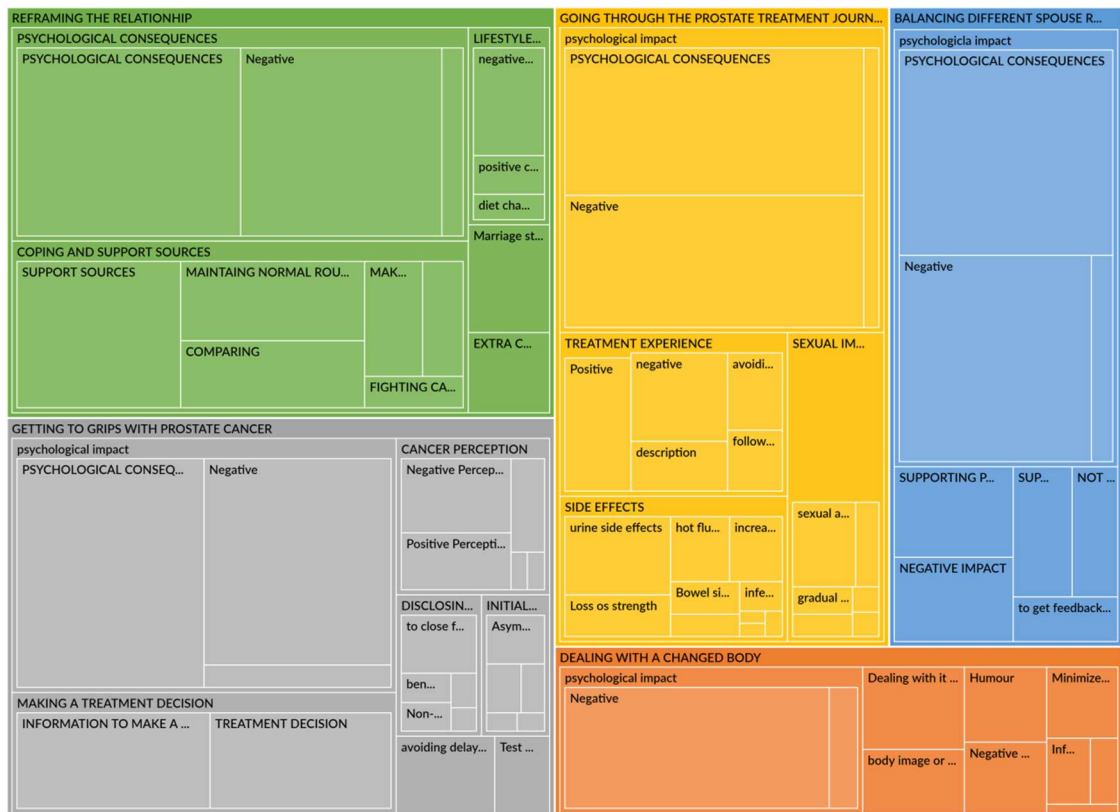 REFRAMING THE RELATIONSHIP
PSYCHOLOGICAL CONSEQUENCES
PSYCHOLOGICAL CONSEQUENCES
Negative
LIFESTYLE...
negative...
positive c...
diet cha...
Marriage st...
EXTRA C...
COPING AND SUPPORT SOURCES
SUPPORT SOURCES
MAINTAING NORMAL ROU...
MAK...
COMPARING
FIGHTING CA...
GETTING TO GRIPS WITH PROSTATE CANCER
psychological impact
PSYCHOLOGICAL CONSEQ...
Negative
CANCER PERCEPTION
Negative Percep...
Positive Percepti...
DISCLOSIN...
to close f...
ben...
Non-...
INITIAL...
Asym...
MAKING A TREATMENT DECISION
INFORMATION TO MAKE A ...
TREATMENT DECISION
avoiding delay...
Test ...
GOING THROUGH THE PROSTATE TREATMENT JOURN...
psychological impact
PSYCHOLOGICAL CONSEQUENCES
Negative
TREATMENT EXPERIENCE
Positive
negative
avoidi...
description
follow...
SEXUAL IM...
sexual a...
gradual ...
SIDE EFFECTS
urine side effects
hot flu...
increa...
Loss os strength
Bowel si...
infe...
BALANCING DIFFERENT SPOUSE R...
psychologicla impact
PSYCHOLOGICAL CONSEQUENCES
Negative
SUPPORTING P...
SUP...
NOT ...
NEGATIVE IMPACT
to get feedback...
DEALING WITH A CHANGED BODY
psychological impact
Negative
Dealing with it ...
Humour
Minimize...
body image or ...
Negative ...
Inf...